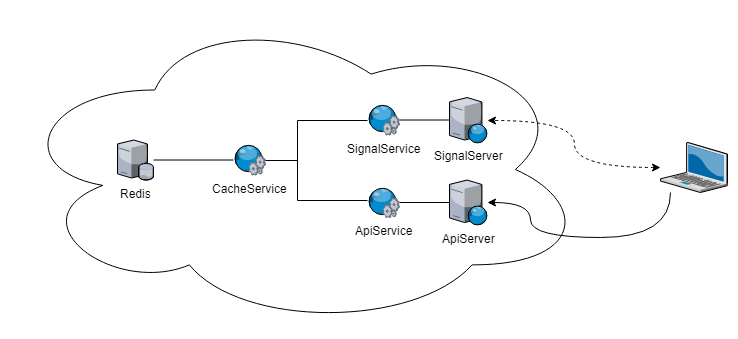 Redis
CacheService
SignalService
SignalServer
ApiService
ApiServer